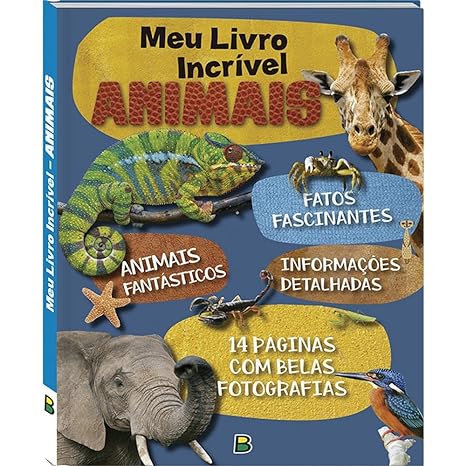 Meu Livro
Incrível
ANIMAIS
FATOS
FASCINANTES
ANIMAIS
FANTÁSTICOS
INFORMAÇÕES
DETALHADAS
14 PÁGINAS
COM BELAS
FOTOGRAFIAS
B
Meu Livro Incrível - ANIMAIS
B